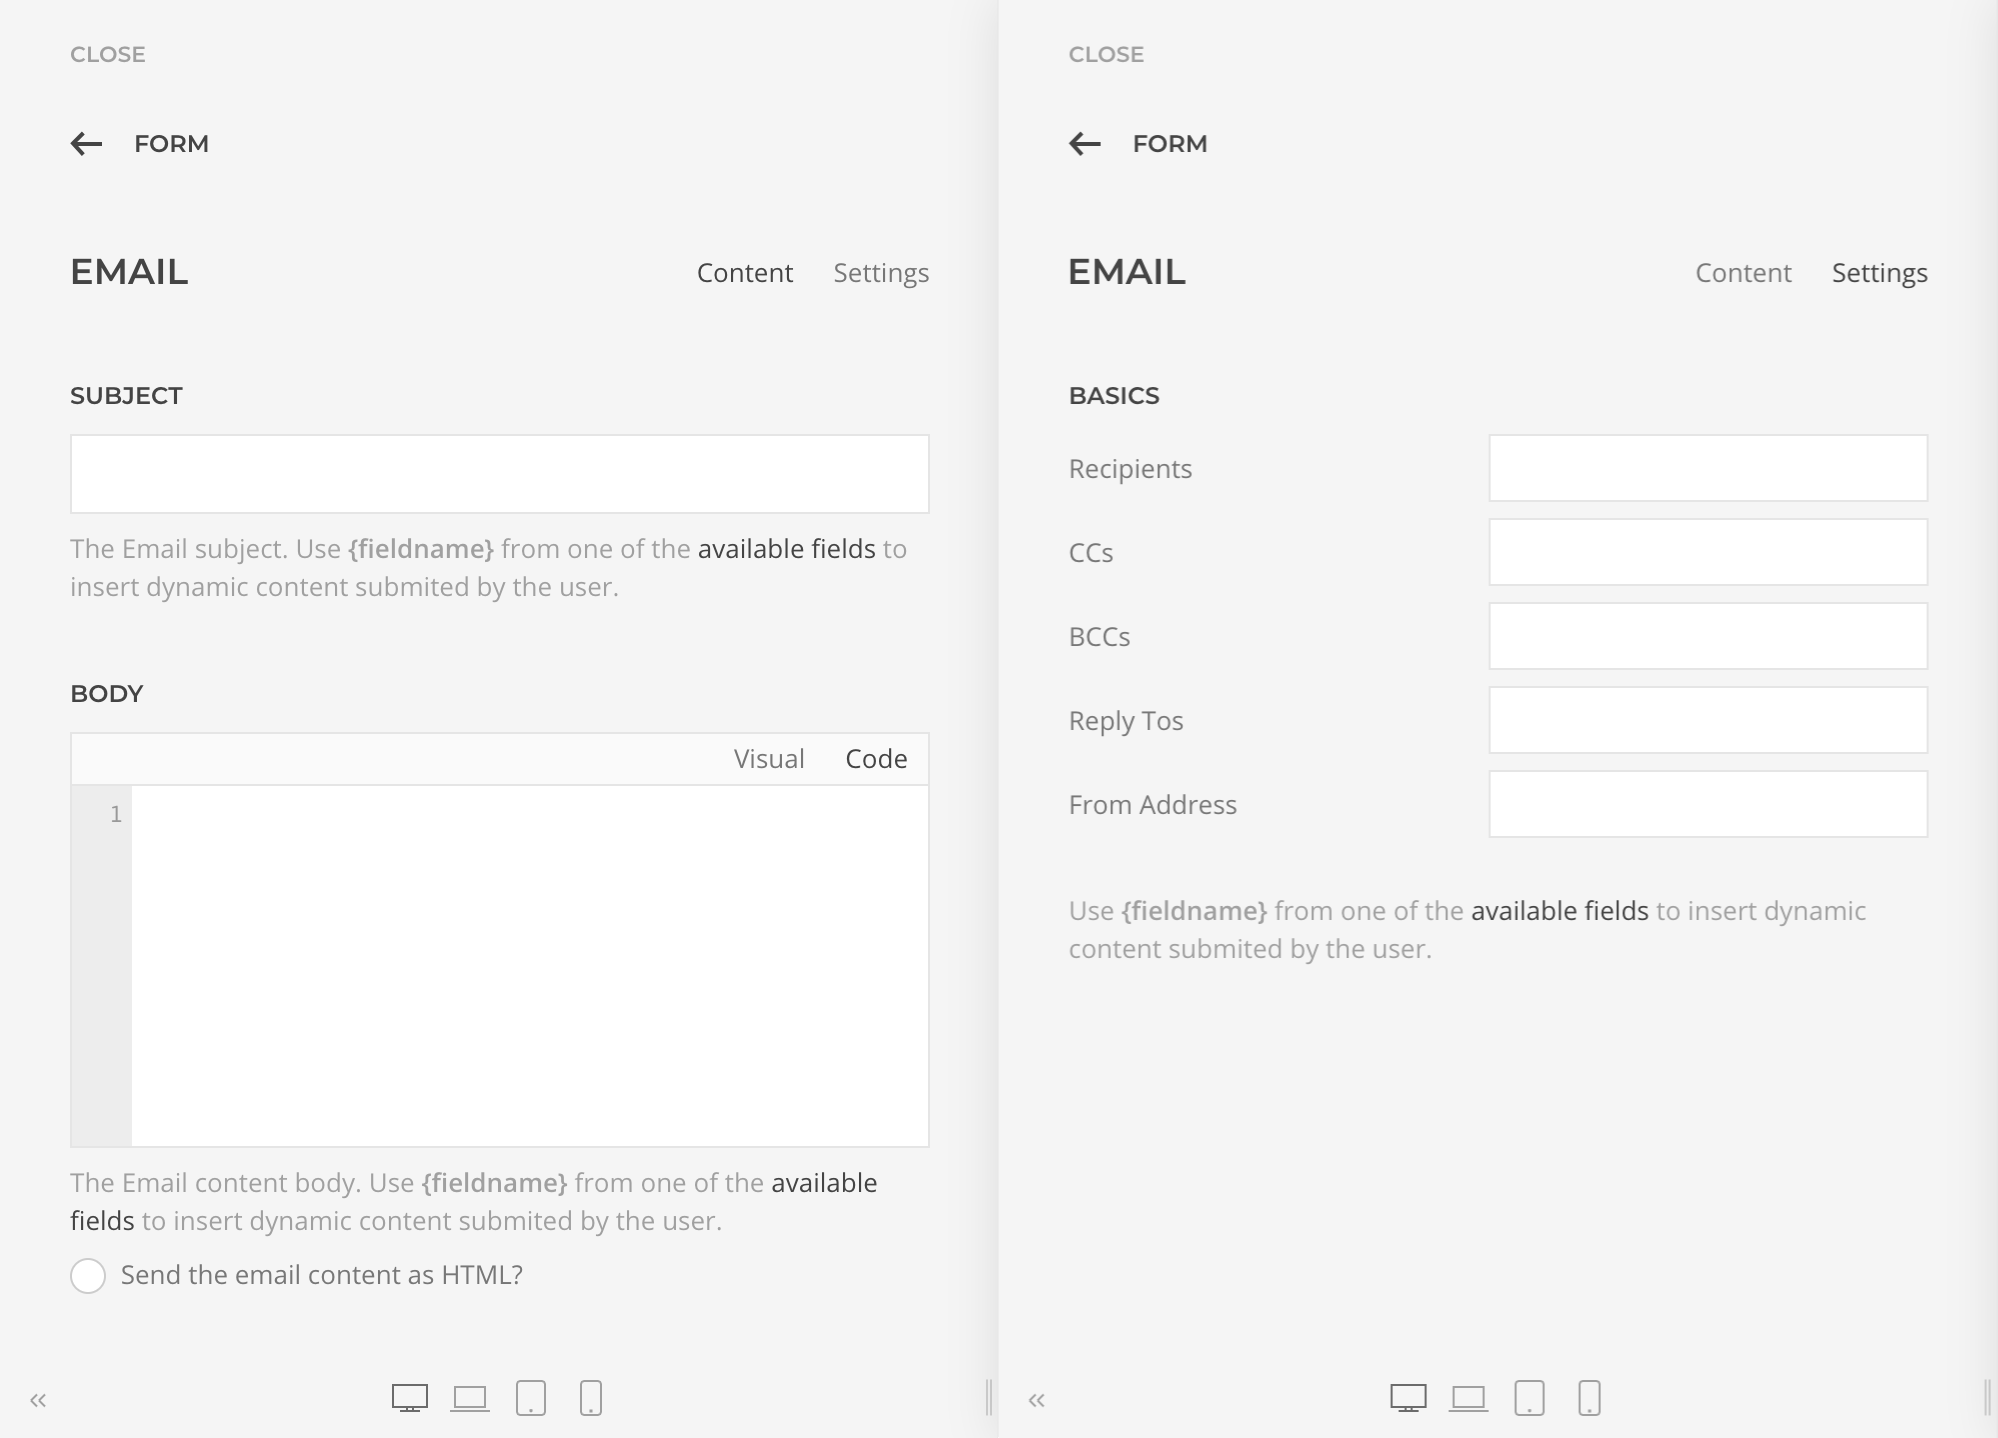 CLOSE
FORM
EMAIL
Content Settings
SUBJECT
The Email subject. Use {fieldname} from one of the available fields to
insert dynamic content submited by the user.
BODY
Visual Code
1
The Email content body. Use {fieldname} from one of the available
fields to insert dynamic content submited by the user.
Send the email content as HTML?
CLOSE
FORM
EMAIL
Content Settings
BASICS
Recipients
CCs
BCCs
Reply Tos
From Address
Use {fieldname} from one of the available fields to insert dynamic
content submited by the user.